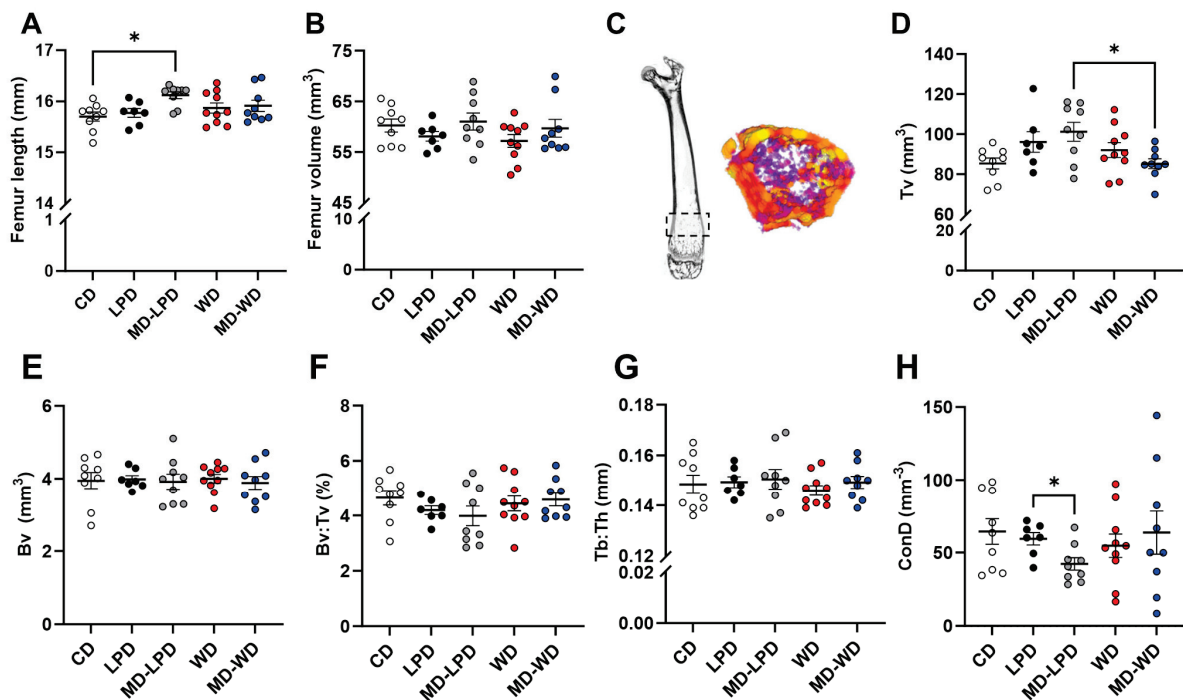 A
Femur length (mm)
17
16
15
14
1
0
*
CD
LPD
MD-LPD
WD
MD-WD
B
Femur volume (mm³)
75
65
55
45
10
0
CD
LPD
MD-LPD
WD
MD-WD
C
D
Tv (mm³)
140
120
100
80
60
20
0
*
CD
LPD
MD-LPD
WD
MD-WD
E
Bv (mm³)
6
4
2
0
CD
LPD
MD-LPD
WD
MD-WD
F
Bv:Tv (%)
8
6
4
2
0
CD
LPD
MD-LPD
WD
MD-WD
G
Tb:Th (mm)
0.18
0.16
0.14
0.12
0.02
0.00
CD
LPD
MD-LPD
WD
MD-WD
H
ConD (mm⁻³)
150
100
50
0
*
CD
LPD
MD-LPD
WD
MD-WD